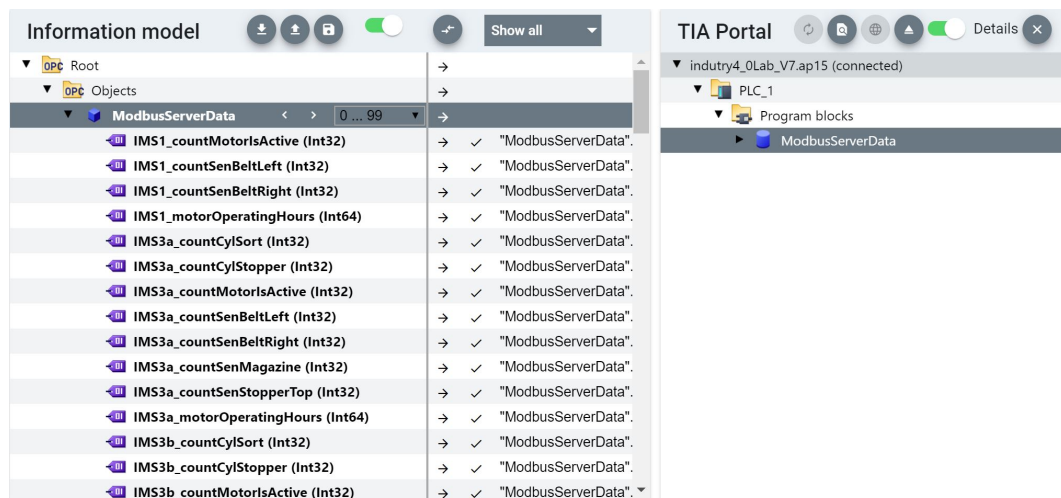 Information model
Show all
TIA Portal
Details
OPC Root
indutry4_0Lab_V7.ap15 (connected)
OPC Objects
PLC_1
ModbusServerData < > 0 ... 99
Program blocks
IMS1_countMotorIsActive (Int32) "ModbusServerData".
ModbusServerData
IMS1_countSenBeltLeft (Int32) "ModbusServerData".
IMS1_countSenBeltRight (Int32) "ModbusServerData".
IMS1_motorOperatingHours (Int64) "ModbusServerData".
IMS3a_countCylSort (Int32) "ModbusServerData".
IMS3a_countCylStopper (Int32) "ModbusServerData".
IMS3a_countMotorIsActive (Int32) "ModbusServerData".
IMS3a_countSenBeltLeft (Int32) "ModbusServerData".
IMS3a_countSenBeltRight (Int32) "ModbusServerData".
IMS3a_countSenMagazine (Int32) "ModbusServerData".
IMS3a_countSenStopperTop (Int32) "ModbusServerData".
IMS3a_motorOperatingHours (Int64) "ModbusServerData".
IMS3b_countCylSort (Int32) "ModbusServerData".
IMS3b_countCylStopper (Int32) "ModbusServerData".
IMS3b_countMotorIsActive (Int32) "ModbusServerData".